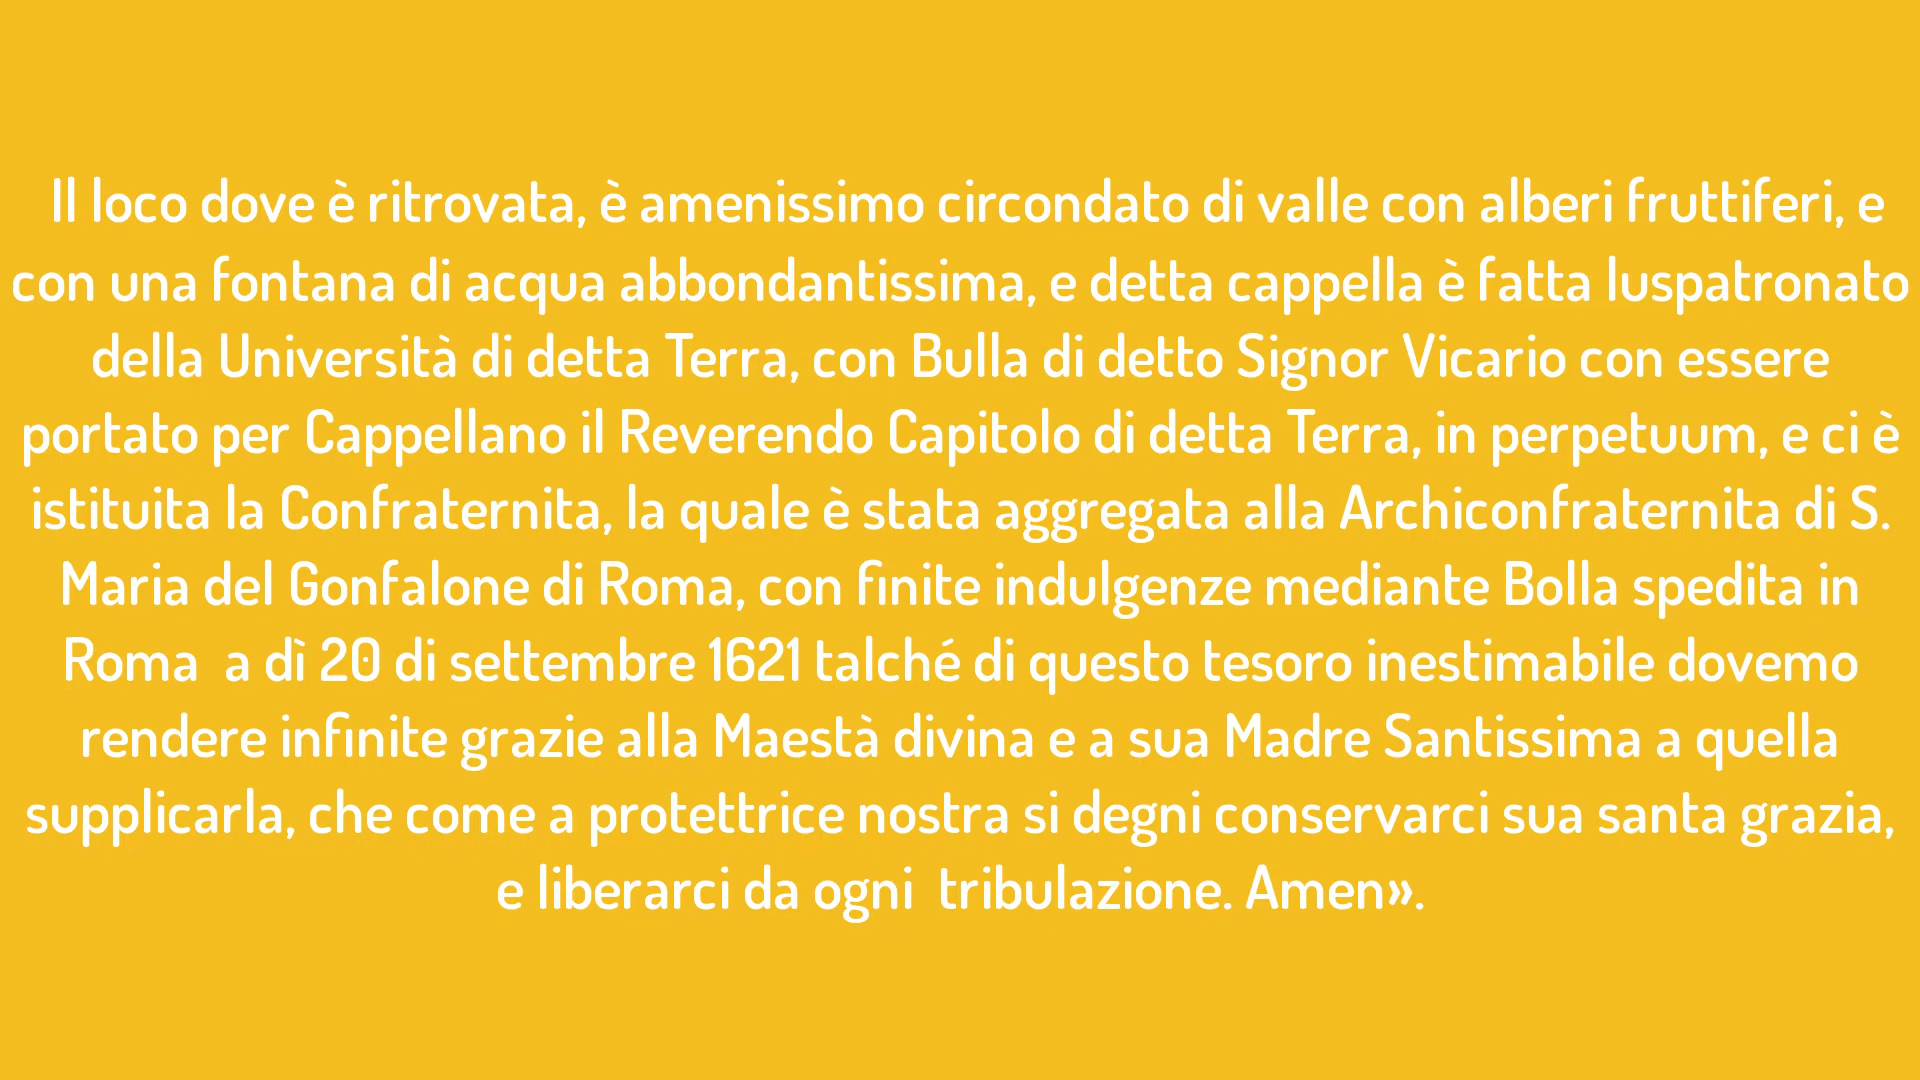 Il loco dove è ritrovata, è amenissimo circondato di valle con alberi fruttiferi, e
con una fontana di acqua abbondantissima, e detta cappella è fatta Iuspatronato
della Università di detta Terra, con Bulla di detto Signor Vicario con essere
portato per Cappellano il Reverendo Capitolo di detta Terra, in perpetuum, e ci è
istituita la Confraternita, la quale è stata aggregata alla Archiconfraternita di S.
Maria del Gonfalone di Roma, con finite indulgenze mediante Bolla spedita in
Roma  a dì 20 di settembre 1621 talché di questo tesoro inestimabile dovemo
rendere infinite grazie alla Maestà divina e a sua Madre Santissima a quella
supplicarla, che come a protettrice nostra si degni conservarci sua santa grazia,
e liberarci da ogni  tribulazione. Amen».